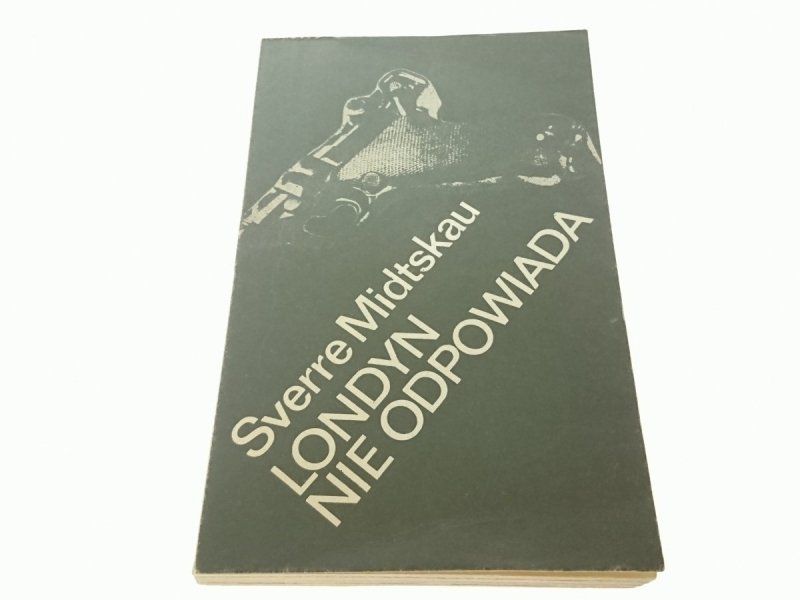 Sverre Midtskau
LONDYN
NIE ODPOWIADA